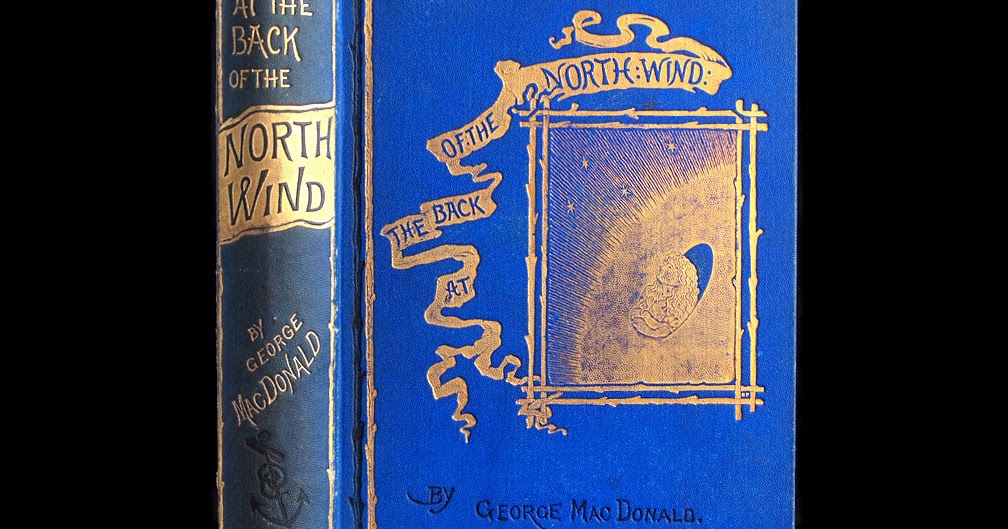 AT THE
BACK
OF THE
NORTH
WIND
BY
GEORGE
MACDONALD
AT
THE BACK
OF THE
NORTH:WIND:
BY GEORGE MAC DONALD.